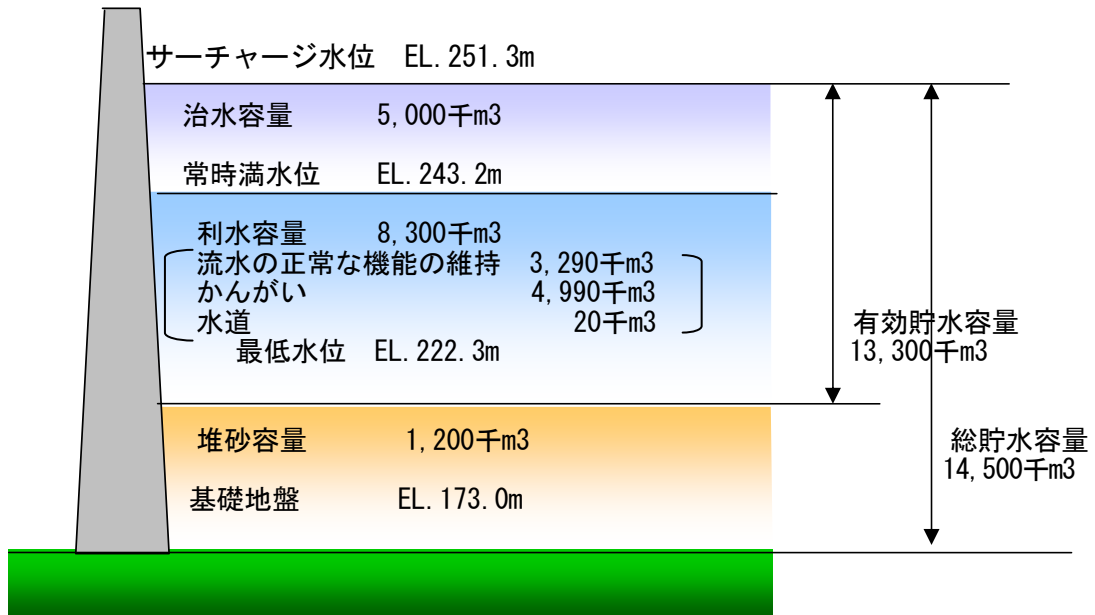 サーチャージ水位 EL.251.3m
治水容量 5,000千m3
常時満水位 EL.243.2m
利水容量 8,300千m3
流水の正常な機能の維持 3,290千m3
かんがい 4,990千m3
水道 20千m3
最低水位 EL.222.3m
有効貯水容量
13,300千m3
堆砂容量 1,200千m3
基礎地盤 EL.173.0m
総貯水容量
14,500千m3